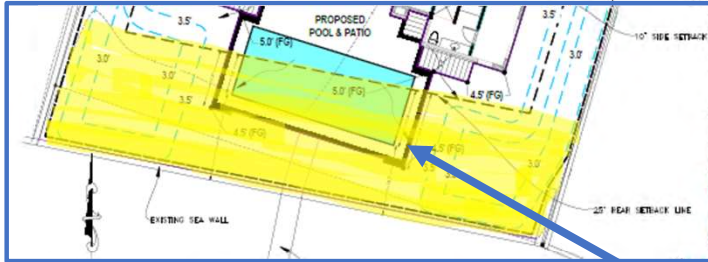 3.5'
PROPOSED
POOL & PATIO
3.5'
10" SIDE SETBACK
5.0' (FG)
3.0'
3.0'
3.0'
3.5'
5.0' (FG)
4.5' (FG)
4.5' (FG)
4.5' (FG)
3.5'
3.0'
EXISTING SEA WALL
25' REAR SETBACK LINE